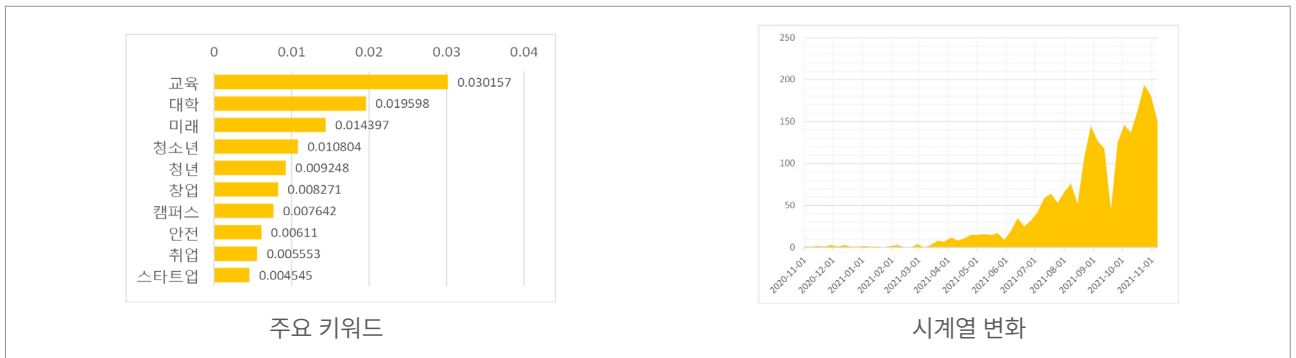 0 0.01 0.02 0.03 0.04
교육 0.030157
대학 0.019598
미래 0.014397
청소년 0.010804
청년 0.009248
창업 0.008271
캠퍼스 0.007642
안전 0.00611
취업 0.005553
스타트업 0.004545
주요 키워드
250
200
150
100
50
0
2020-11-01 2020-12-01 2021-01-01 2021-02-01 2021-03-01 2021-04-01 2021-05-01 2021-06-01 2021-07-01 2021-08-01 2021-09-01 2021-10-01 2021-11-01
시계열 변화